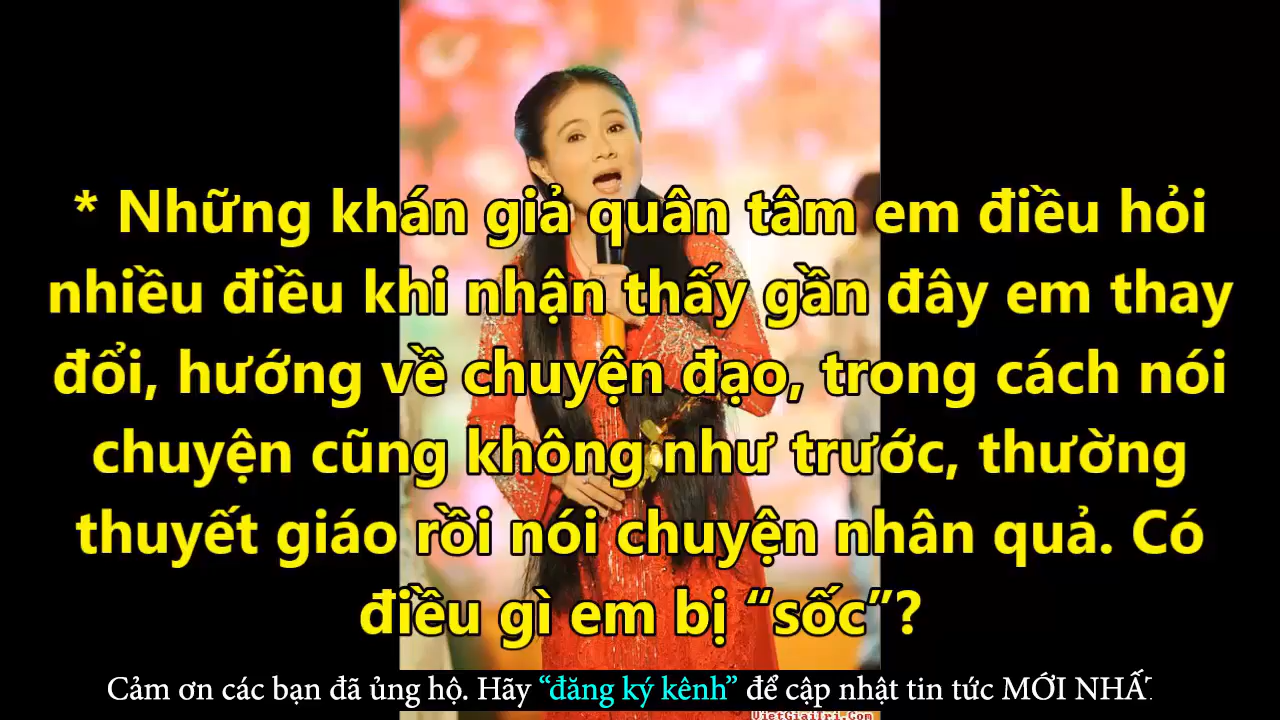 * Những khán giả quân tâm em điều hỏi
nhiều điều khi nhận thấy gần đây em thay
đổi, hướng về chuyện đạo, trong cách nói
chuyện cũng không như trước, thường
thuyết giáo rồi nói chuyện nhân quả. Có
điều gì em bị “sốc”?
Cảm ơn các bạn đã ủng hộ. Hãy “đăng ký kênh” để cập nhật tin tức MỚI NHẤ
VietGiaiTri.Com